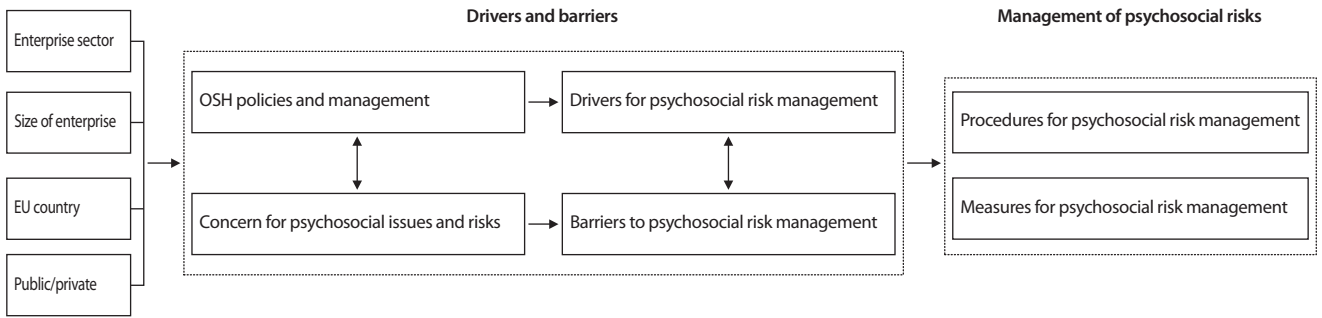 Drivers and barriers
Management of psychosocial risks
Enterprise sector
Size of enterprise
EU country
Public/private
OSH policies and management
Drivers for psychosocial risk management
Concern for psychosocial issues and risks
Barriers to psychosocial risk management
Procedures for psychosocial risk management
Measures for psychosocial risk management